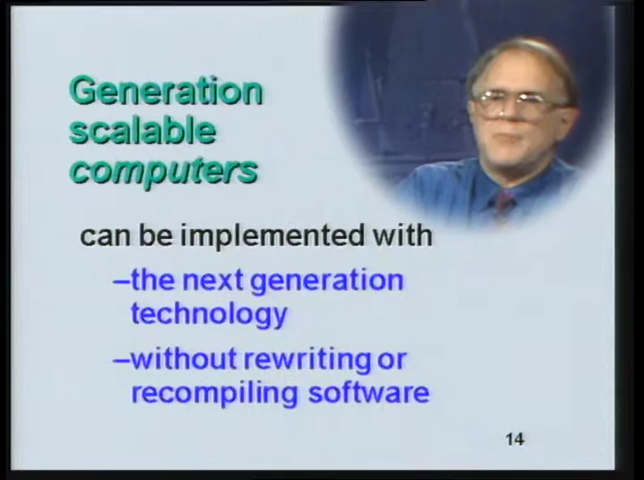 Generation
scalable
computers
can be implemented with
–the next generation
technology
–without rewriting or
recompiling software
14